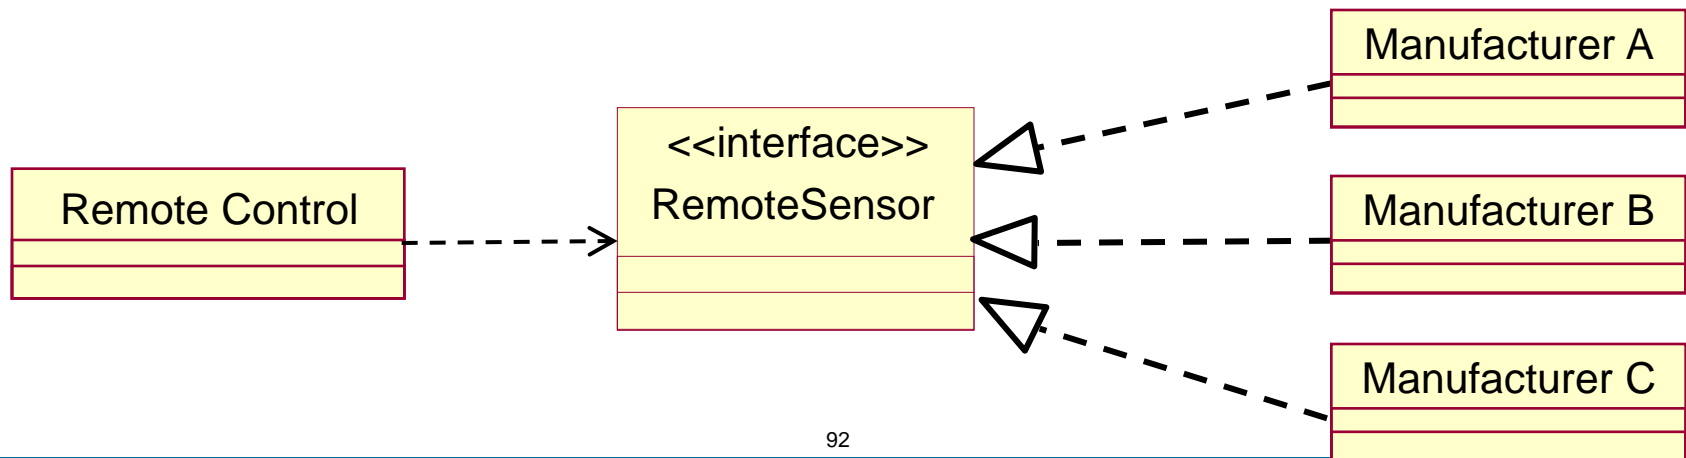 Remote Control
<<interface>>
RemoteSensor
Manufacturer A
Manufacturer B
Manufacturer C
92